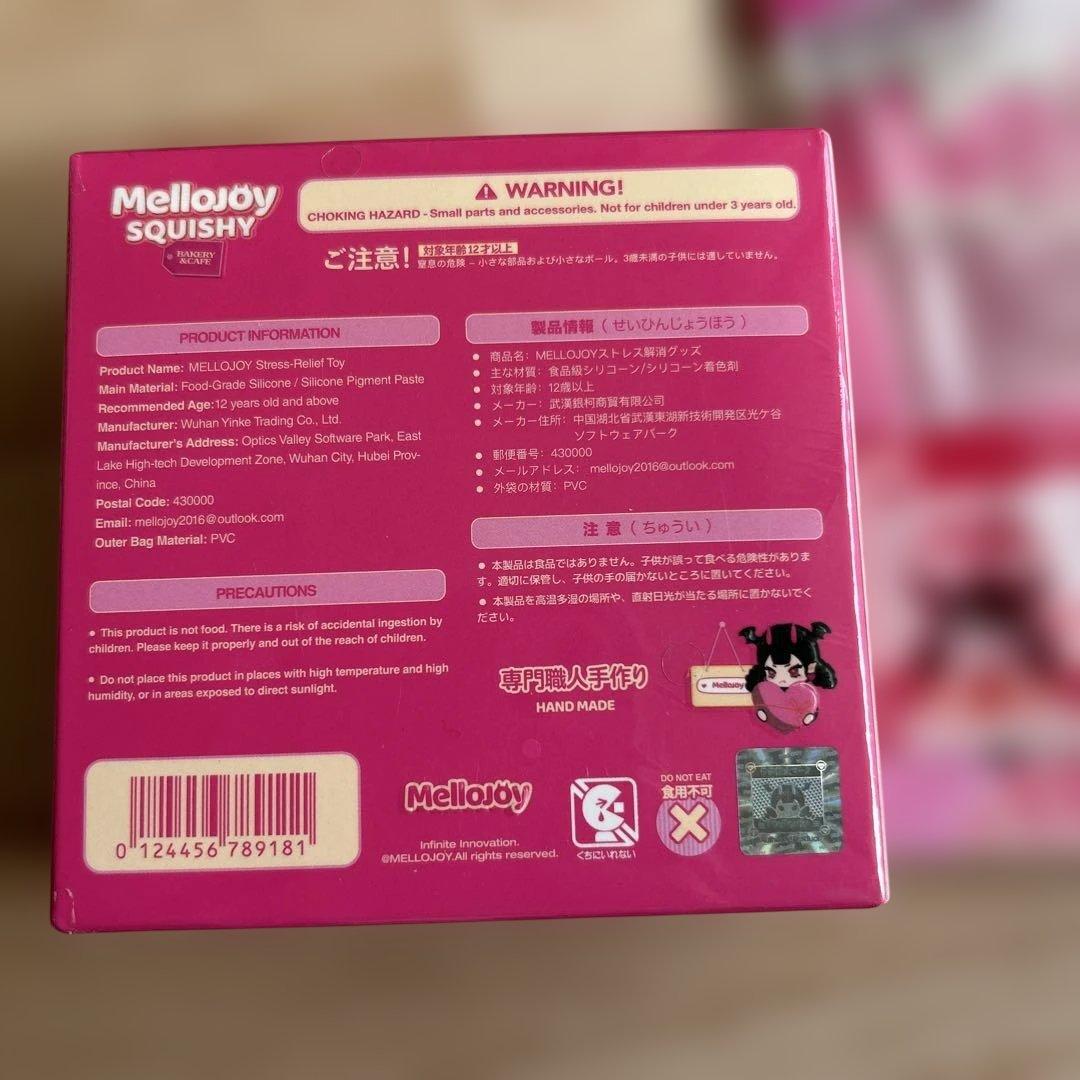 MelloJOY
SQUISHY
BAKERY
&CAFE
WARNING!
CHOKING HAZARD - Small parts and accessories. Not for children under 3 years old.
ご注意!
対象年齢12才以上
窒息の危険 – 小さな部品および小さなボール。3歳未満の子供には適していません。
PRODUCT INFORMATION
Product Name: MELLOJOY Stress-Relief Toy
Main Material: Food-Grade Silicone / Silicone Pigment Paste
Recommended Age:12 years old and above
Manufacturer: Wuhan Yinke Trading Co., Ltd.
Manufacturer's Address: Optics Valley Software Park, East
Lake High-tech Development Zone, Wuhan City, Hubei Prov-
ince, China
Postal Code: 430000
Email: mellojoy2016@outlook.com
Outer Bag Material: PVC
PRECAUTIONS
• This product is not food. There is a risk of accidental ingestion by
children. Please keep it properly and out of the reach of children.
• Do not place this product in places with high temperature and high
humidity, or in areas exposed to direct sunlight.
製品情報（せいひんじょうほう）
• 商品名：MELLOJOYストレス解消グッズ
• 主な材質：食品級シリコーン/シリコーン着色剤
• 対象年齢：12歳以上
• メーカー：武漢銀柯商貿有限公司
• メーカー住所：中国湖北省武漢東湖新技術開発区光ケ谷
ソフトウェアパーク
• 郵便番号：430000
• メールアドレス： mellojoy2016@outlook.com
• 外袋の材質：PVC
注 意（ちゅうい）
• 本製品は食品ではありません。子供が誤って食べる危険性がありま
す。適切に保管し、子供の手の届かないところに置いてください。
• 本製品を高温多湿の場所や、直射日光が当たる場所に置かないでく
ださい。
専門職人手作り
HAND MADE
MelloJOY
0 124456 789181
MelloJOY
Infinite Innovation.
@MELLOJOY.All rights reserved.
くちにいれない
DO NOT EAT
食用不可